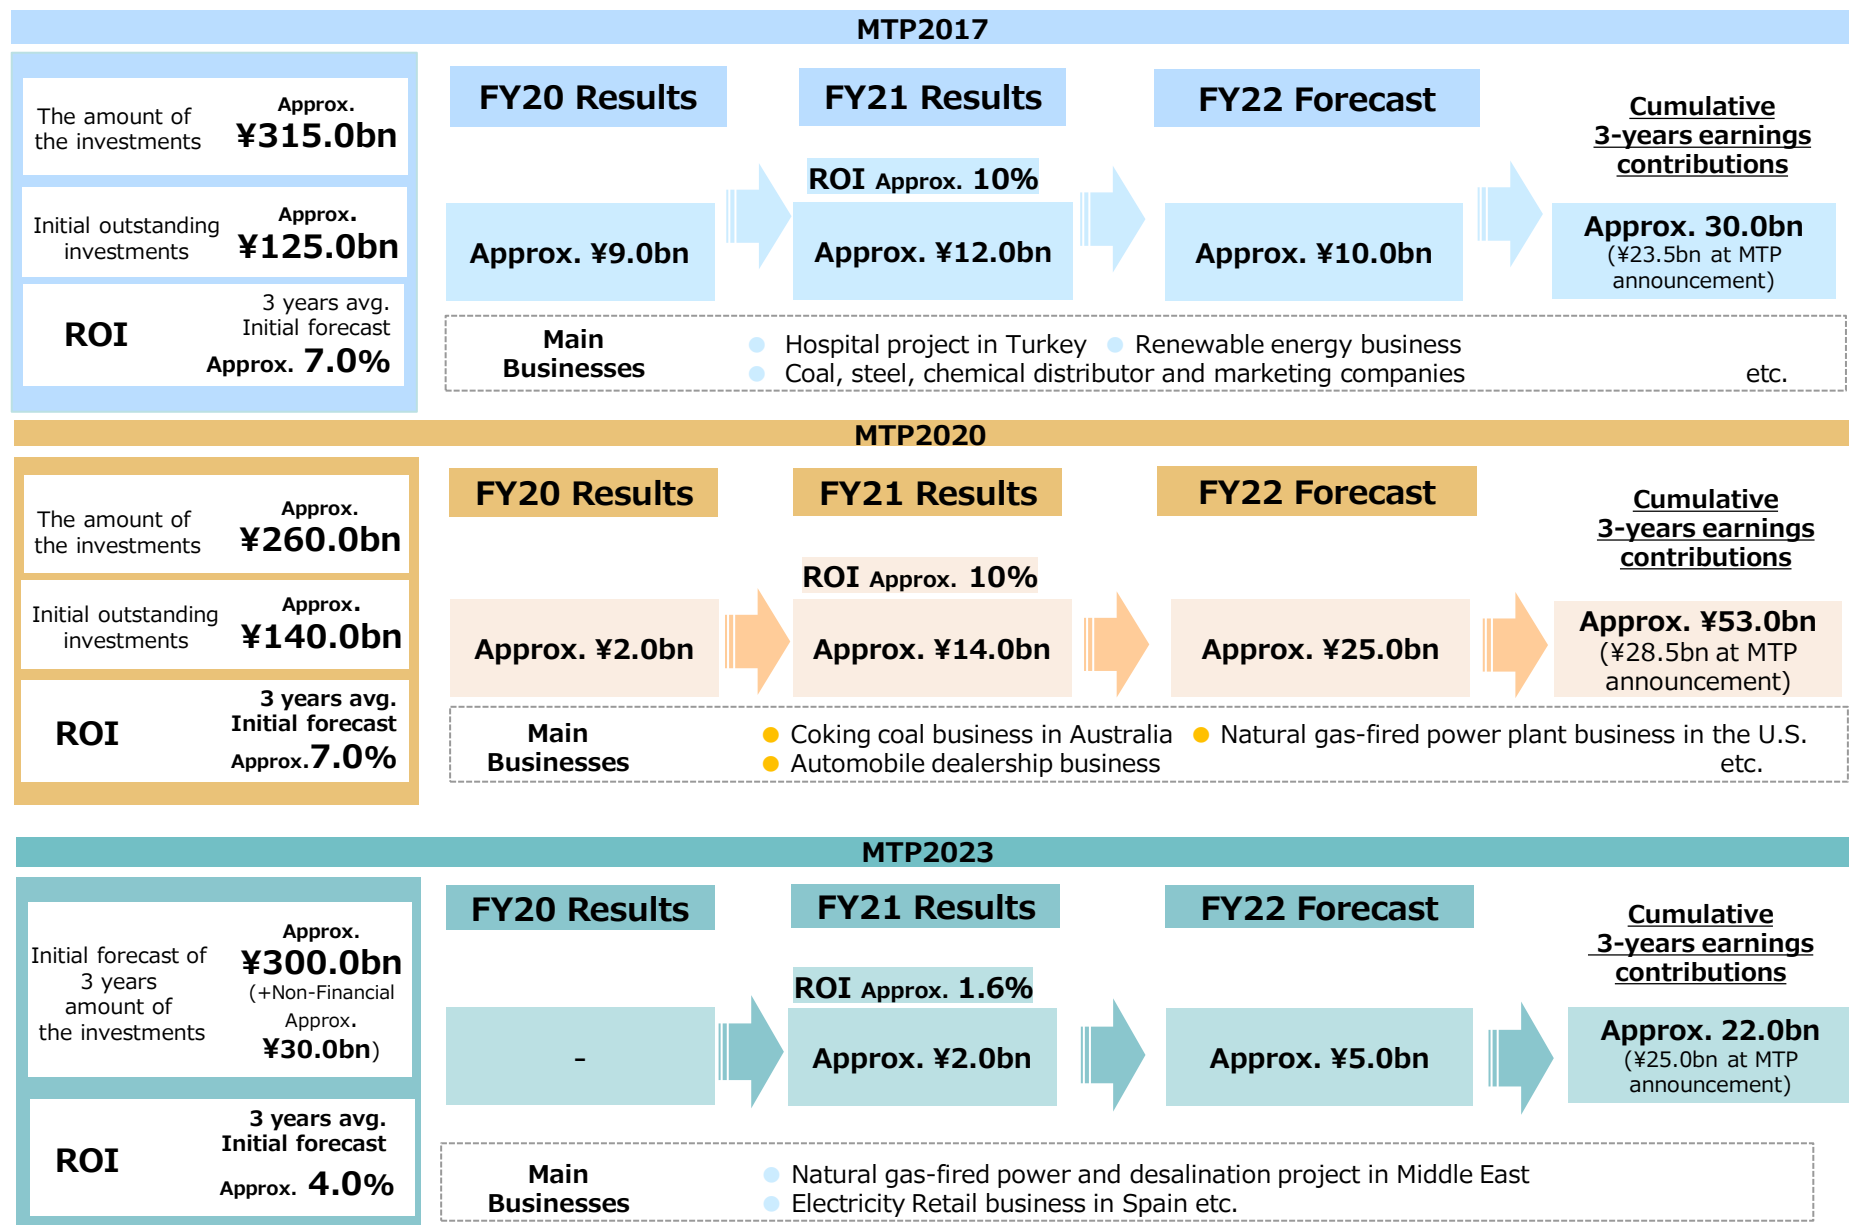 MTP2017
The amount of
the investments
Approx.
¥315.0bn
Initial outstanding
investments
Approx.
¥125.0bn
ROI
3 years avg.
Initial forecast
Approx. 7.0%
FY20 Results
FY21 Results
FY22 Forecast
Cumulative
3-years earnings
contributions
ROI Approx. 10%
Approx. ¥9.0bn
Approx. ¥12.0bn
Approx. ¥10.0bn
Approx. 30.0bn
(¥23.5bn at MTP
announcement)
Main
Businesses
● Hospital project in Turkey ● Renewable energy business
● Coal, steel, chemical distributor and marketing companies etc.
MTP2020
The amount of
the investments
Approx.
¥260.0bn
Initial outstanding
investments
Approx.
¥140.0bn
ROI
3 years avg.
Initial forecast
Approx.7.0%
FY20 Results
FY21 Results
FY22 Forecast
Cumulative
3-years earnings
contributions
ROI Approx. 10%
Approx. ¥2.0bn
Approx. ¥14.0bn
Approx. ¥25.0bn
Approx. ¥53.0bn
(¥28.5bn at MTP
announcement)
Main
Businesses
● Coking coal business in Australia ● Natural gas-fired power plant business in the U.S.
● Automobile dealership business etc.
MTP2023
Initial forecast of
3 years
amount of
the investments
Approx.
¥300.0bn
(+Non-Financial
Approx.
¥30.0bn)
ROI
3 years avg.
Initial forecast
Approx. 4.0%
FY20 Results
FY21 Results
FY22 Forecast
Cumulative
3-years earnings
contributions
ROI Approx. 1.6%
-
Approx. ¥2.0bn
Approx. ¥5.0bn
Approx. 22.0bn
(¥25.0bn at MTP
announcement)
Main
Businesses
● Natural gas-fired power and desalination project in Middle East
● Electricity Retail business in Spain etc.